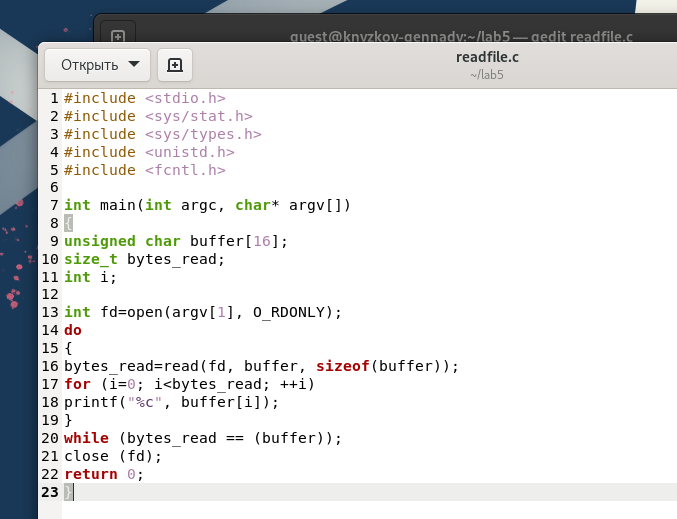 guest@knyzkov-gennady:~/lab5 — gedit readfile.c
Открыть
readfile.c
~/lab5
1 #include <stdio.h>
2 #include <sys/stat.h>
3 #include <sys/types.h>
4 #include <unistd.h>
5 #include <fcntl.h>
6
7 int main(int argc, char* argv[])
8 {
9 unsigned char buffer[16];
10 size_t bytes_read;
11 int i;
12
13 int fd=open(argv[1], O_RDONLY);
14 do
15 {
16 bytes_read=read(fd, buffer, sizeof(buffer));
17 for (i=0; i<bytes_read; ++i)
18 printf("%c", buffer[i]);
19 }
20 while (bytes_read == (buffer));
21 close (fd);
22 return 0;
23 }